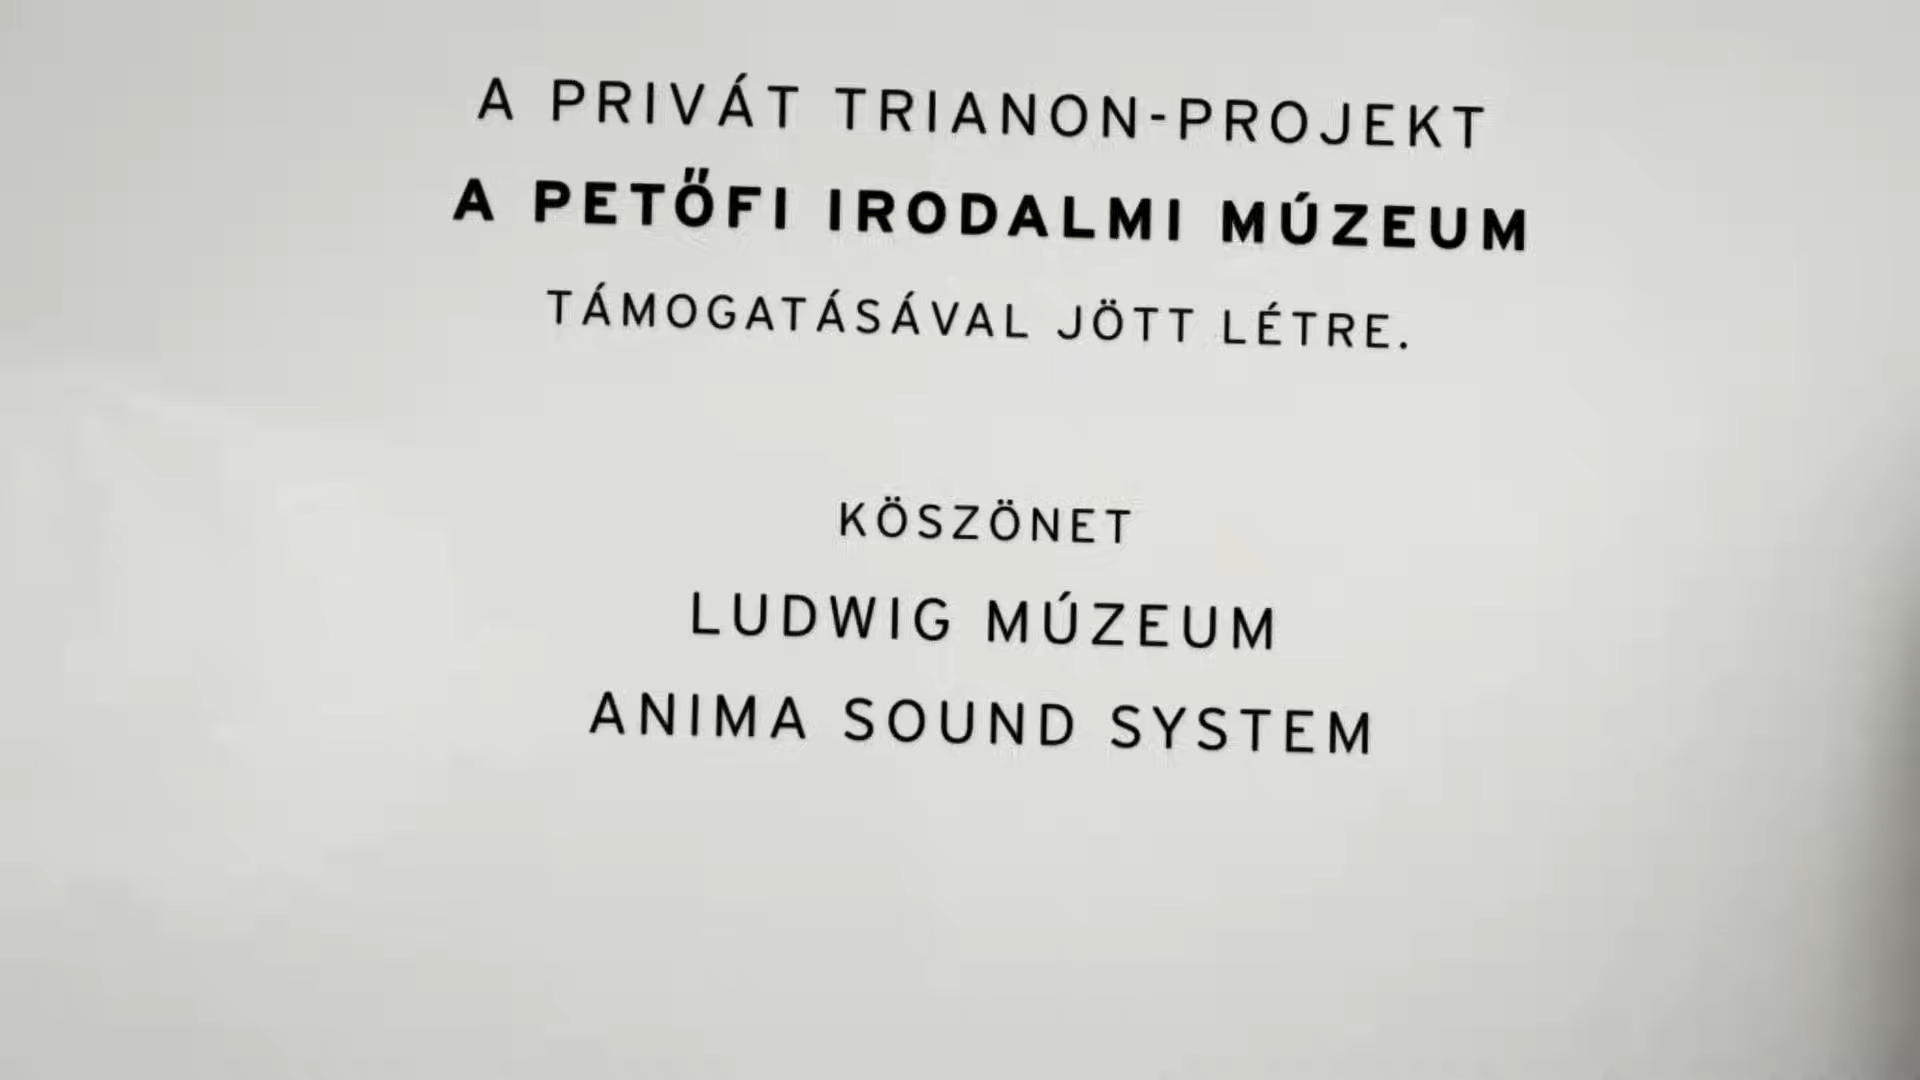 A PRIVÁT TRIANON-PROJEKT
A PETŐFI IRODALMI MÚZEUM
TÁMOGATÁSÁVAL JÖTT LÉTRE.
KÖSZÖNET
LUDWIG MÚZEUM
ANIMA SOUND SYSTEM